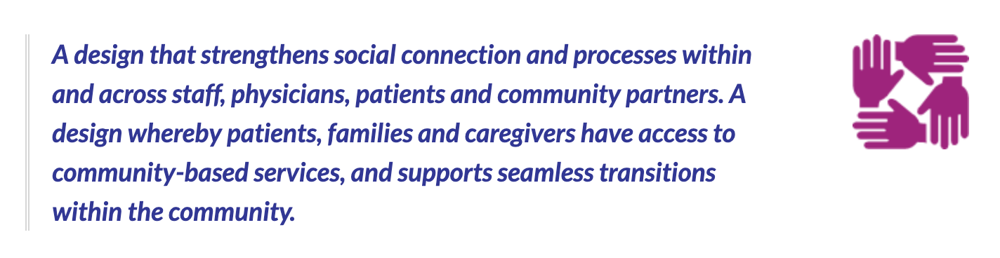 A design that strengthens social connection and processes within
and across staff, physicians, patients and community partners. A
design whereby patients, families and caregivers have access to
community-based services, and supports seamless transitions
within the community.